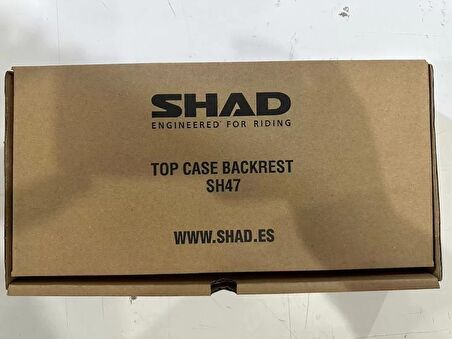 SHAD
ENGINEERED FOR RIDING
TOP CASE BACKREST
SH47
WWW.SHAD.ES